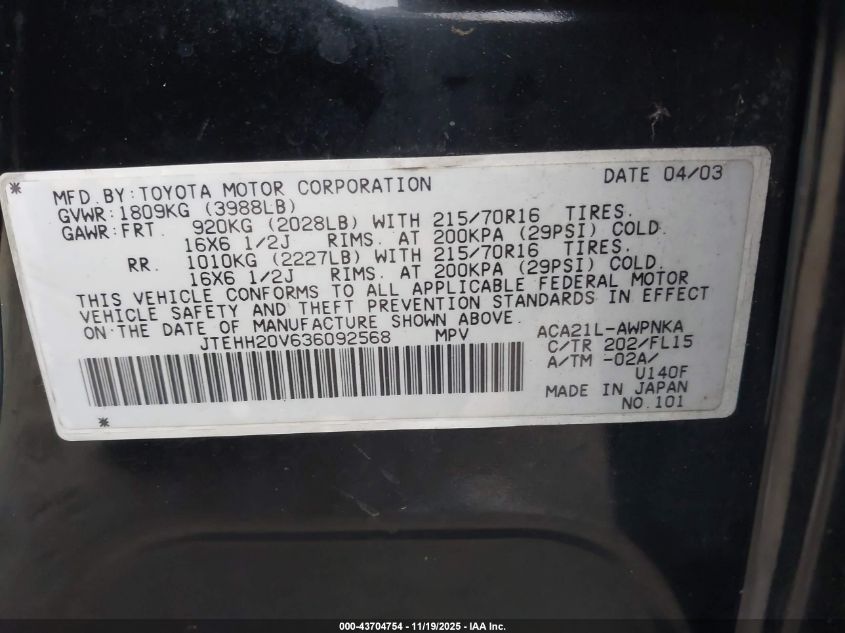 * MFD. BY: TOYOTA MOTOR CORPORATION DATE 04/03
GVWR: 1809KG (3988LB)
GAWR: FRT. 920KG (2028LB) WITH 215/70R16 TIRES.
16X6 1/2J RIMS. AT 200KPA (29PSI) COLD.
RR. 1010KG (2227LB) WITH 215/70R16 TIRES.
16X6 1/2J RIMS. AT 200KPA (29PSI) COLD.
THIS VEHICLE CONFORMS TO ALL APPLICABLE FEDERAL MOTOR
VEHICLE SAFETY AND THEFT PREVENTION STANDARDS IN EFFECT
ON THE DATE OF MANUFACTURE SHOWN ABOVE.
JTEHH20V636092568 MPV ACA21L-AWPNKA
C/TR 202/FL15
A/TM -02A/
U140F
MADE IN JAPAN
* NO.101
000-43704754 - 11/19/2025 - IAA Inc.